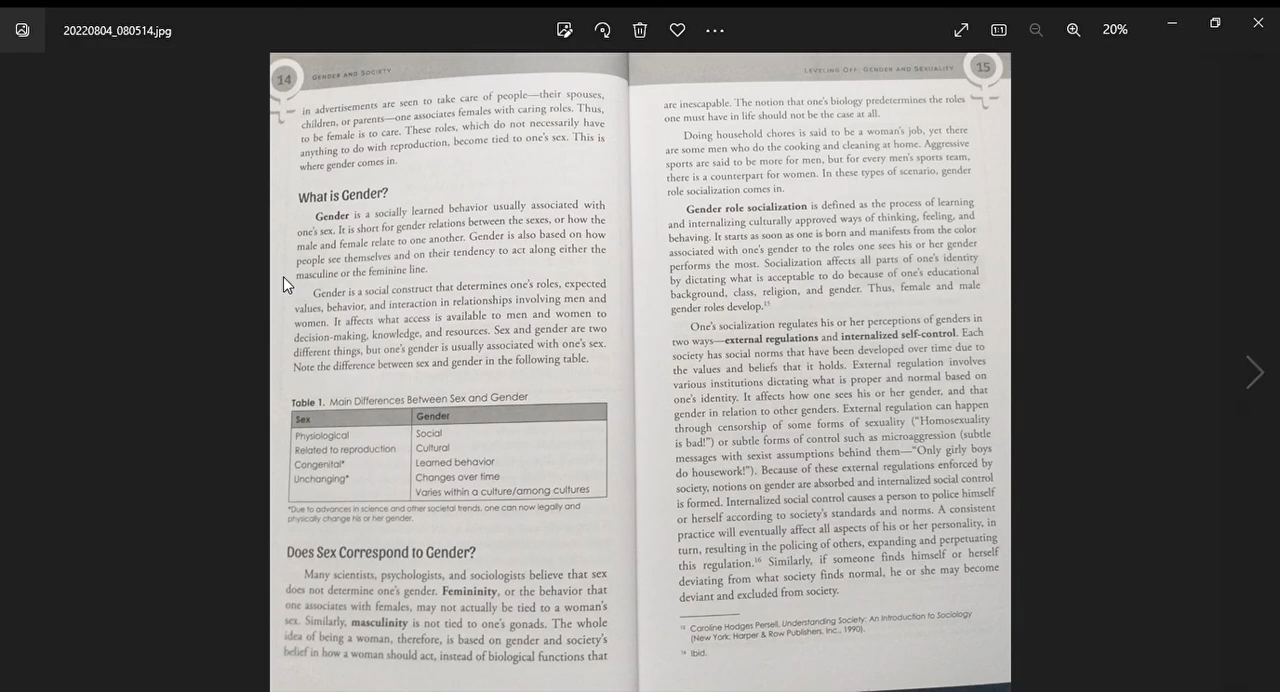 20220804_080514.jpg
20%
14 GENDER AND SOCIETY
in advertisements are seen to take care of people—their spouses,
children, or parents—one associates females with caring roles. Thus,
to be female is to care. These roles, which do not necessarily have
anything to do with reproduction, become tied to one's sex. This is
where gender comes in.
What is Gender?
Gender is a socially learned behavior usually associated with
one's sex. It is short for gender relations between the sexes, or how the
male and female relate to one another. Gender is also based on how
people see themselves and on their tendency to act along either the
masculine or the feminine line.
Gender is a social construct that determines one's roles, expected
values, behavior, and interaction in relationships involving men and
women. It affects what access is available to men and women to
decision-making, knowledge, and resources. Sex and gender are two
different things, but one's gender is usually associated with one's sex.
Note the difference between sex and gender in the following table.
Table 1. Main Differences Between Sex and Gender
Sex Gender
Physiological Social
Related to reproduction Cultural
Congenital* Learned behavior
Unchanging* Changes over time
Varies within a culture/among cultures
*Due to advances in science and other societal trends, one can now legally and
physically change his or her gender.
Does Sex Correspond to Gender?
Many scientists, psychologists, and sociologists believe that sex
does not determine one's gender. Femininity, or the behavior that
one associates with females, may not actually be tied to a woman's
sex. Similarly, masculinity is not tied to one's gonads. The whole
idea of being a woman, therefore, is based on gender and society's
belief in how a woman should act, instead of biological functions that
LEVELING OFF: GENDER AND SEXUALITY 15
are inescapable. The notion that one's biology predetermines the roles
one must have in life should not be the case at all.
Doing household chores is said to be a woman's job, yet there
are some men who do the cooking and cleaning at home. Aggressive
sports are said to be more for men, but for every men's sports team,
there is a counterpart for women. In these types of scenario, gender
role socialization comes in.
Gender role socialization is defined as the process of learning
and internalizing culturally approved ways of thinking, feeling, and
behaving. It starts as soon as one is born and manifests from the color
associated with one's gender to the roles one sees his or her gender
performs the most. Socialization affects all parts of one's identity
by dictating what is acceptable to do because of one's educational
background, class, religion, and gender. Thus, female and male
gender roles develop.15
One's socialization regulates his or her perceptions of genders in
two ways—external regulations and internalized self-control. Each
society has social norms that have been developed over time due to
the values and beliefs that it holds. External regulation involves
various institutions dictating what is proper and normal based on
one's identity. It affects how one sees his or her gender, and that
gender in relation to other genders. External regulation can happen
through censorship of some forms of sexuality ("Homosexuality
is bad!") or subtle forms of control such as microaggression (subtle
messages with sexist assumptions behind them—"Only girly boys
do housework!"). Because of these external regulations enforced by
society, notions on gender are absorbed and internalized social control
is formed. Internalized social control causes a person to police himself
or herself according to society's standards and norms. A consistent
practice will eventually affect all aspects of his or her personality, in
turn, resulting in the policing of others, expanding and perpetuating
this regulation.16 Similarly, if someone finds himself or herself
deviating from what society finds normal, he or she may become
deviant and excluded from society.
15 Caroline Hodges Persell, Understanding Society: An Introduction to Sociology
(New York: Harper & Row Publishers, Inc., 1990).
16 Ibid.